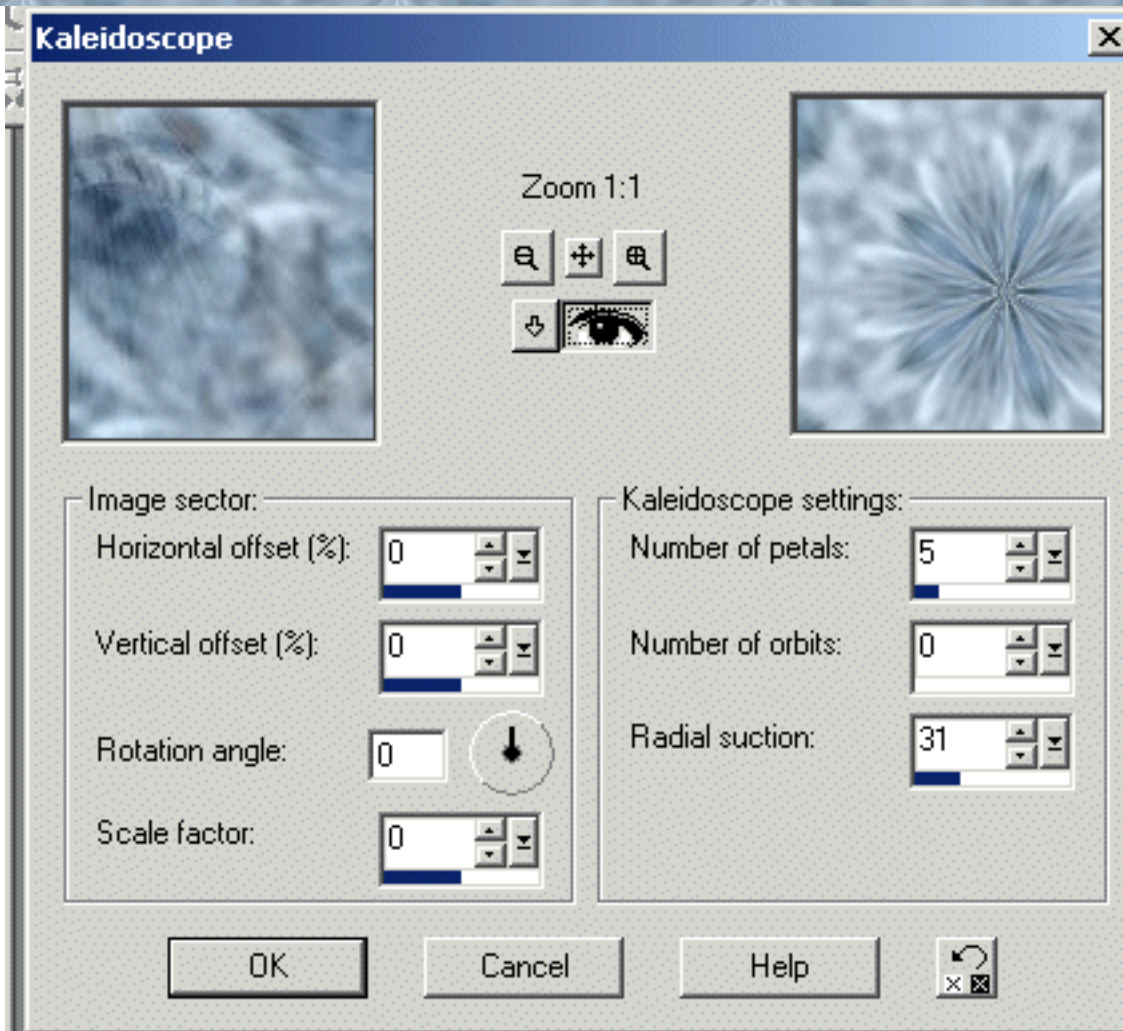 Kaleidoscope
Zoom 1:1
Image sector:
Horizontal offset (%): 0
Vertical offset (%): 0
Rotation angle: 0
Scale factor: 0
Kaleidoscope settings:
Number of petals: 5
Number of orbits: 0
Radial suction: 31
OK Cancel Help